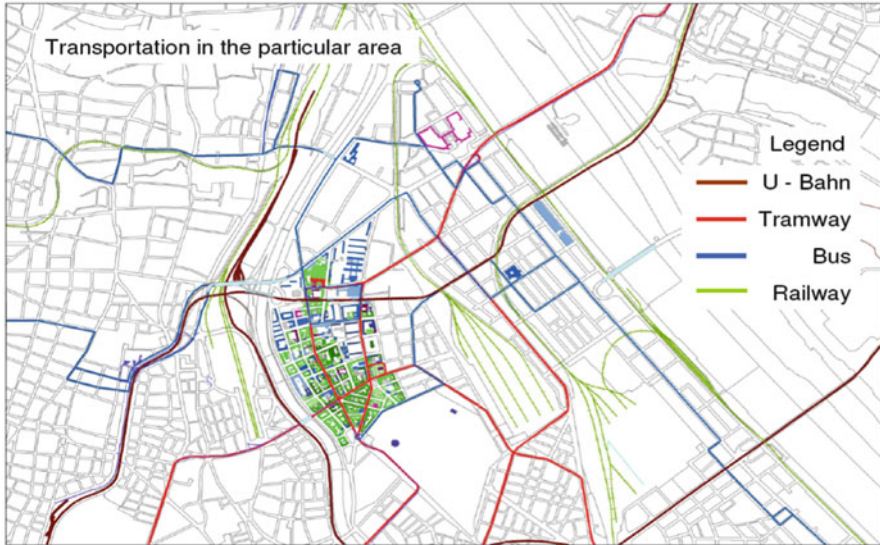 Transportation in the particular area
Legend
U - Bahn
Tramway
Bus
Railway